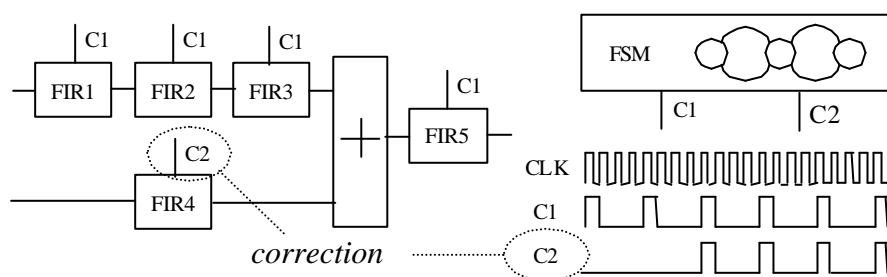 C1
C1
C1
FIR1
FIR2
FIR3
C2
FIR4
+
C1
FIR5
correction
FSM
C1
C2
CLK
C1
C2